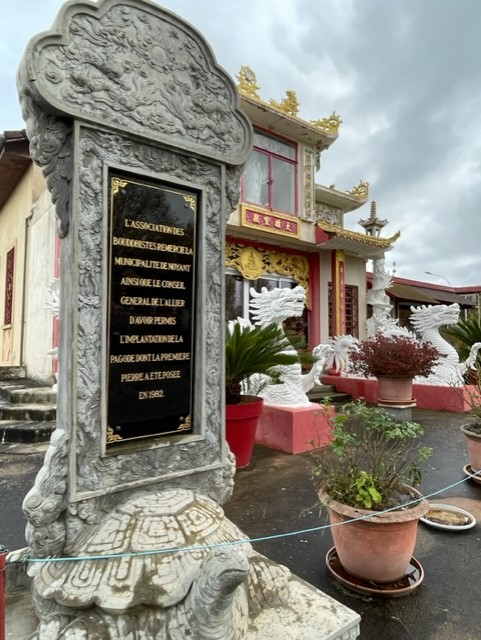 L'ASSOCIATION DES
BOUDDHISTES REMERCIE LA
MUNICIPALITE DE NOYANT
AINSI QUE LE CONSEIL
GENERAL DE L'ALLIER
D'AVOIR PERMIS
L'IMPLANTATION DE LA
PAGODE DONT LA PREMIERE
PIERRE A ETE POSEE
EN 1982.